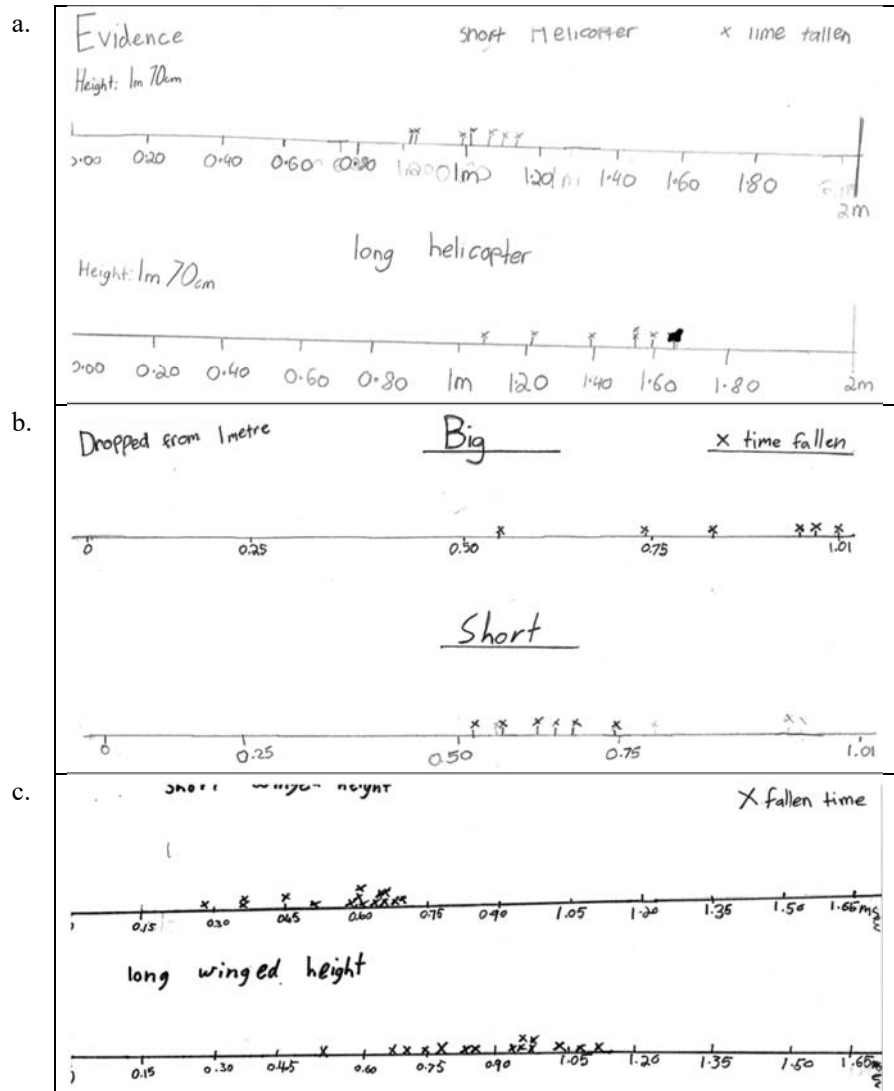 a.
Evidence short Helicopter x time fallen
Height: 1m 70cm
0.20 0.40 0.60 1m 1.20 1.40 1.60 1.80
2m
long helicopter
Height: 1m 70cm
0.00 0.20 0.40 0.60 0.80 1m 1.20 1.40 1.60 1.80 2m
b.
Dropped from 1 metre Big x time fallen
0 0.25 0.50 0.75 1.01
Short
0 0.25 0.50 0.75 1.01
c.
winged height X fallen time
0.15 0.30 0.45 0.60 0.75 0.90 1.05 1.20 1.35 1.50 1.65ms
long winged height
0.15 0.30 0.45 0.60 0.75 0.90 1.05 1.20 1.35 1.50 1.65ms